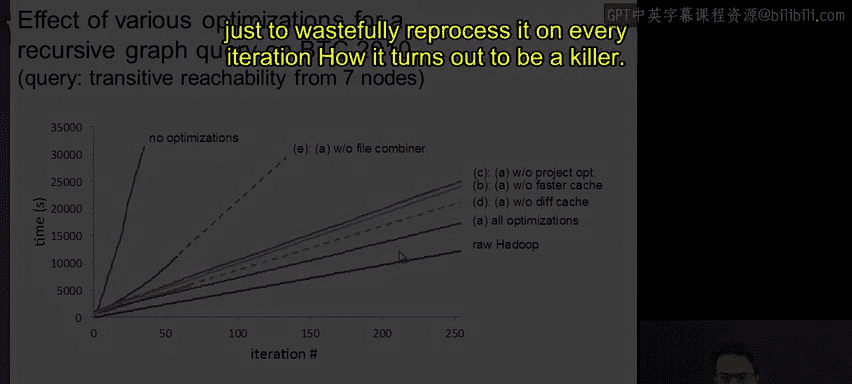 GPT中英字幕课程资源@bilibili.com
Effect of various optimizations for a
recursive graph query on BTC 2010
(query: transitive reachability from 7 nodes)
just to wastefully reprocess it on every
iteration How it turns out to be a killer.
35000
30000
25000
20000
15000
10000
5000
0
time (s)
no optimizations
(e): (a) w/o file combiner
(c): (a) w/o project opt.
(b): (a) w/o faster cache
(d): (a) w/o diff cache
(a) all optimizations
raw Hadoop
0 50 100 150 200 250
iteration #